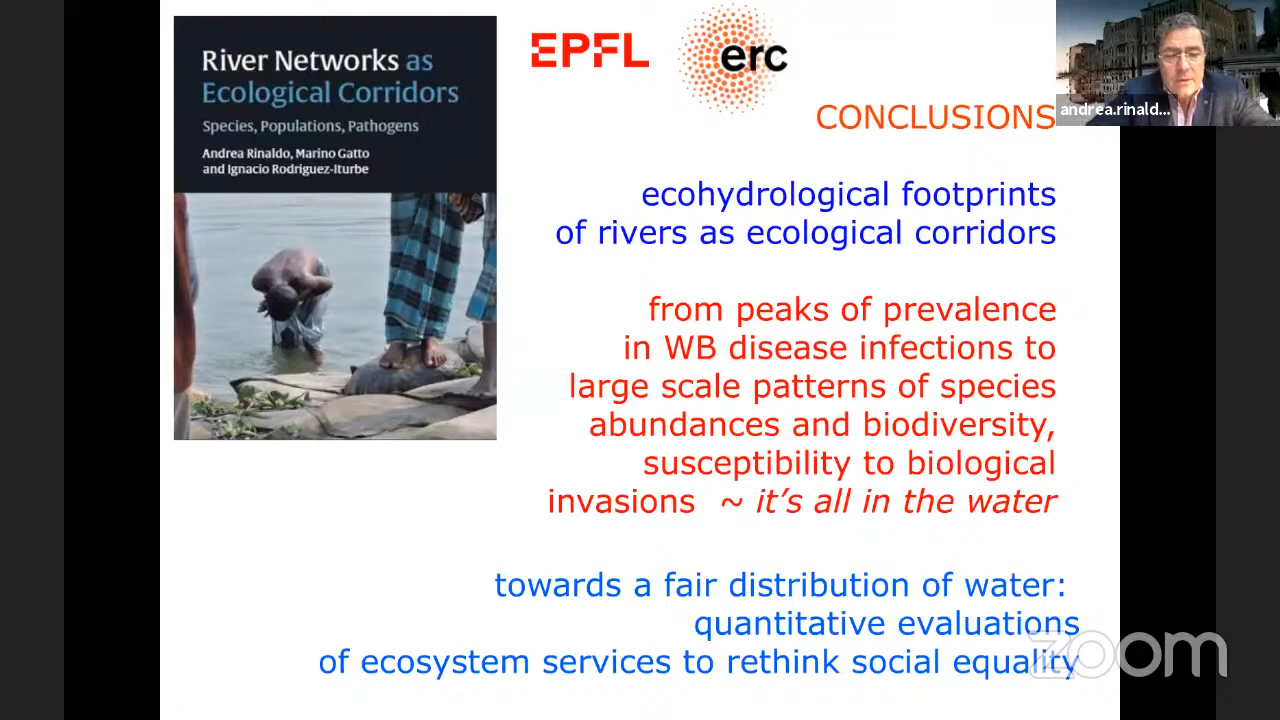 River Networks as
Ecological Corridors
Species, Populations, Pathogens
Andrea Rinaldo, Marino Gatto
and Ignacio Rodriguez-Iturbe
EPFL
erc
andrea.rinald...
CONCLUSIONS
ecohydrological footprints
of rivers as ecological corridors
from peaks of prevalence
in WB disease infections to
large scale patterns of species
abundances and biodiversity,
susceptibility to biological
invasions ~ it's all in the water
towards a fair distribution of water:
quantitative evaluations
of ecosystem services to rethink social equality
zoom